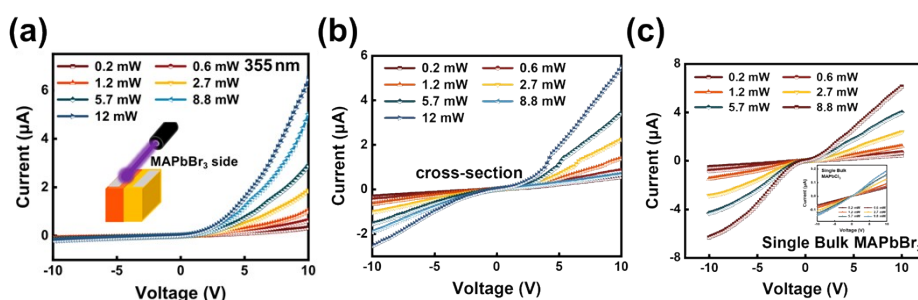 (a)
0.2 mW 0.6 mW 355 nm
1.2 mW 2.7 mW
5.7 mW 8.8 mW
12 mW
MAPbBr₃ side
Current (μA)
6
4
2
0
-10 -5 0 5 10
Voltage (V)
(b)
0.2 mW 0.6 mW
1.2 mW 2.7 mW
5.7 mW 8.8 mW
12 mW
cross-section
Current (μA)
6
4
2
0
-2
-10 -5 0 5 10
Voltage (V)
(c)
0.2 mW 0.6 mW
1.2 mW 2.7 mW
5.7 mW 8.8 mW
Single Bulk
Current (μA)
Voltage (V)
Single Bulk MAPbBr₃
Current (μA)
8
4
0
-4
-8
-10 -5 0 5 10
Voltage (V)